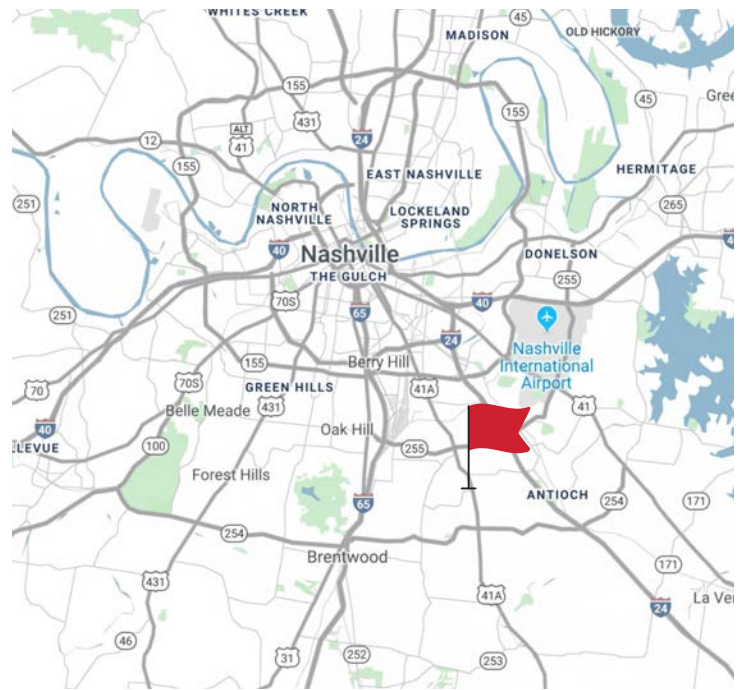 WHITES CREEK
45
MADISON
OLD HICKORY
155
45
Gree
431
155
ALT
41
24
12
155
EAST NASHVILLE
HERMITAGE
251
NORTH
NASHVILLE
LOCKELAND
SPRINGS
265
40
Nashville
THE GULCH
DONELSON
4
255
70S
40
65
251
24
Nashville
International
Airport
155
Berry Hill
70
70S
GREEN HILLS
41A
41
Belle Meade
431
40
LLEVUE
100
Oak Hill
255
Forest Hills
ANTIOCH
254
171
65
254
Brentwood
171
431
41A
24
La Ver
46
31
252
253